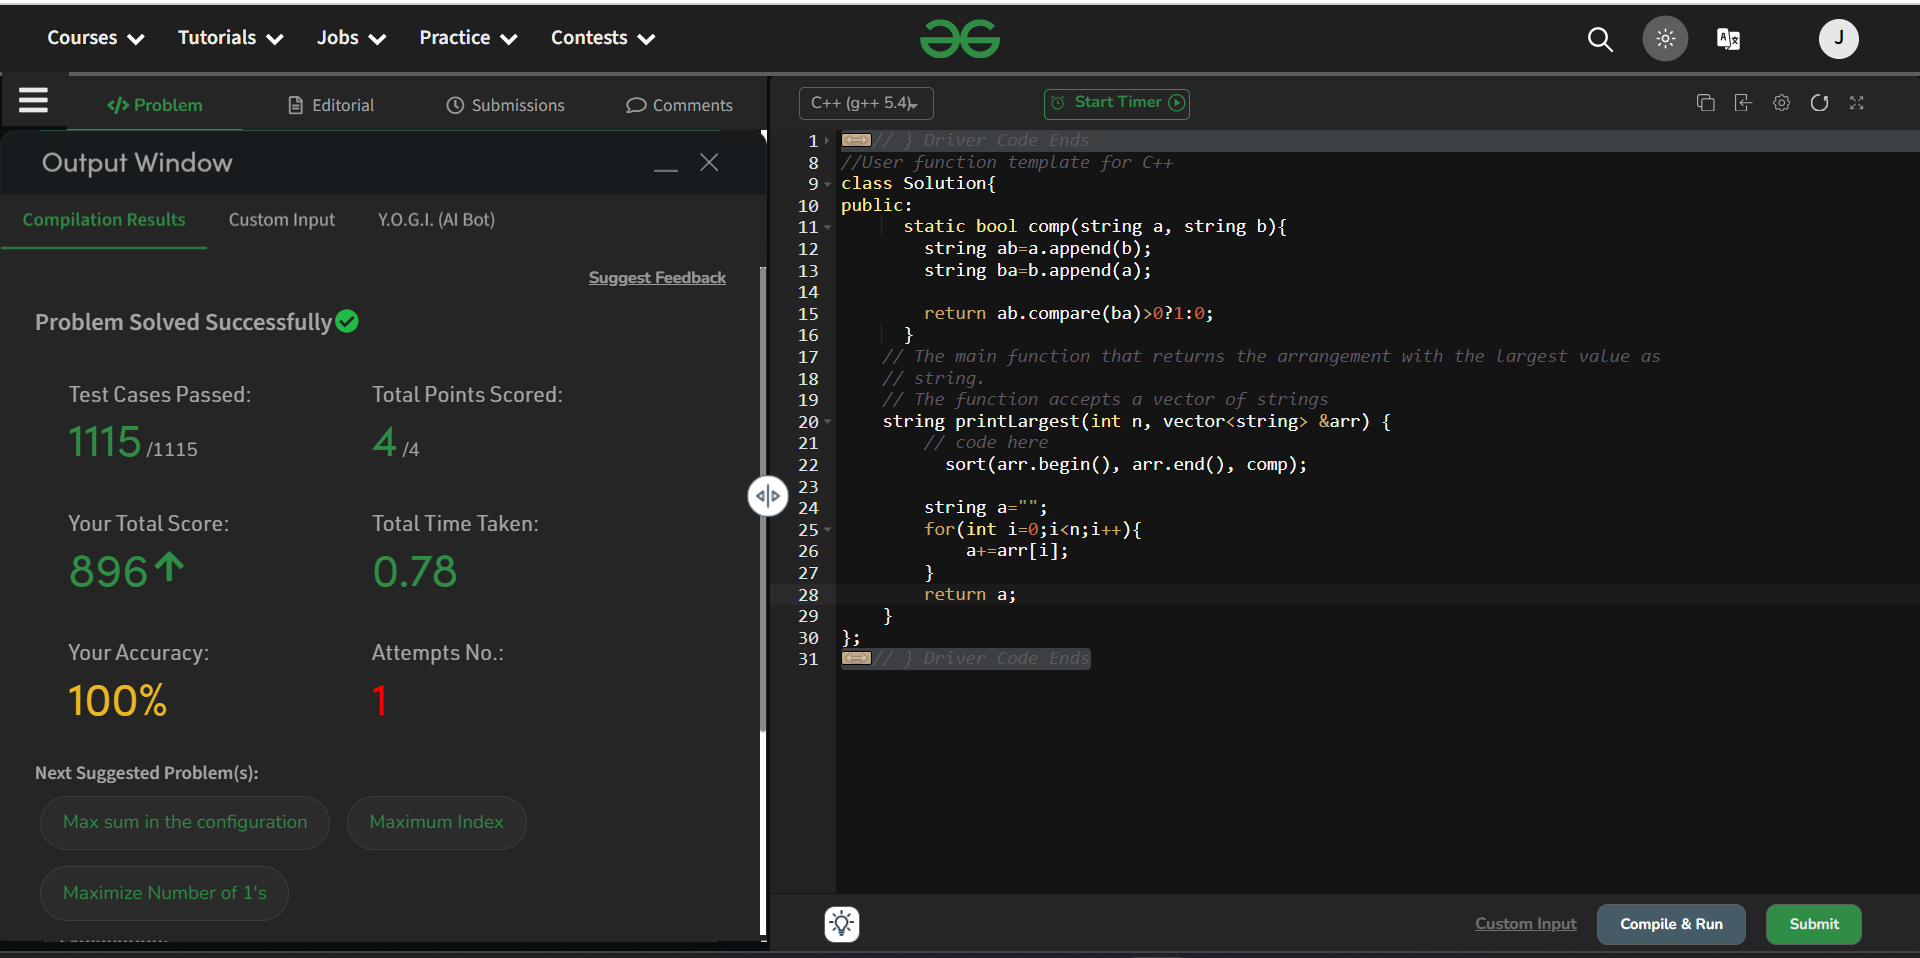 Courses Tutorials Jobs Practice Contests
J
Problem Editorial Submissions Comments
C++ (g++ 5.4) Start Timer
Output Window
Compilation Results Custom Input Y.O.G.I. (AI Bot)
Suggest Feedback
Problem Solved Successfully
Test Cases Passed: Total Points Scored:
1115 /1115 4 /4
Your Total Score: Total Time Taken:
896 0.78
Your Accuracy: Attempts No.:
100% 1
Next Suggested Problem(s):
Max sum in the configuration Maximum Index
Maximize Number of 1's
1 // } Driver Code Ends
8 //User function template for C++
9 class Solution{
10 public:
11 static bool comp(string a, string b){
12 string ab=a.append(b);
13 string ba=b.append(a);
14
15 return ab.compare(ba)>0?1:0;
16 }
17 // The main function that returns the arrangement with the largest value as
18 // string.
19 // The function accepts a vector of strings
20 string printLargest(int n, vector<string> &arr) {
21 // code here
22 sort(arr.begin(), arr.end(), comp);
23
24 string a="";
25 for(int i=0;i<n;i++){
26 a+=arr[i];
27 }
28 return a;
29 }
30 };
31 // } Driver Code Ends
Custom Input Compile & Run Submit